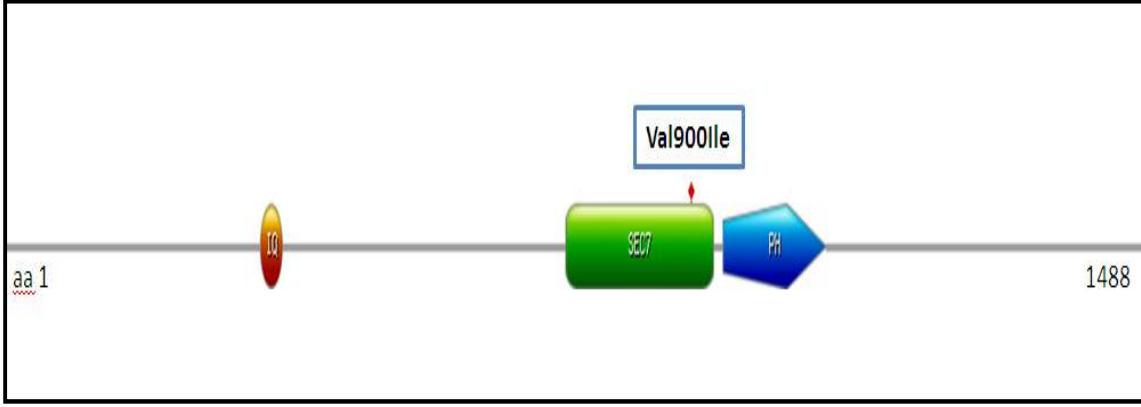 Val900Ile
IQ
SEC7
PH
aa 1
1488